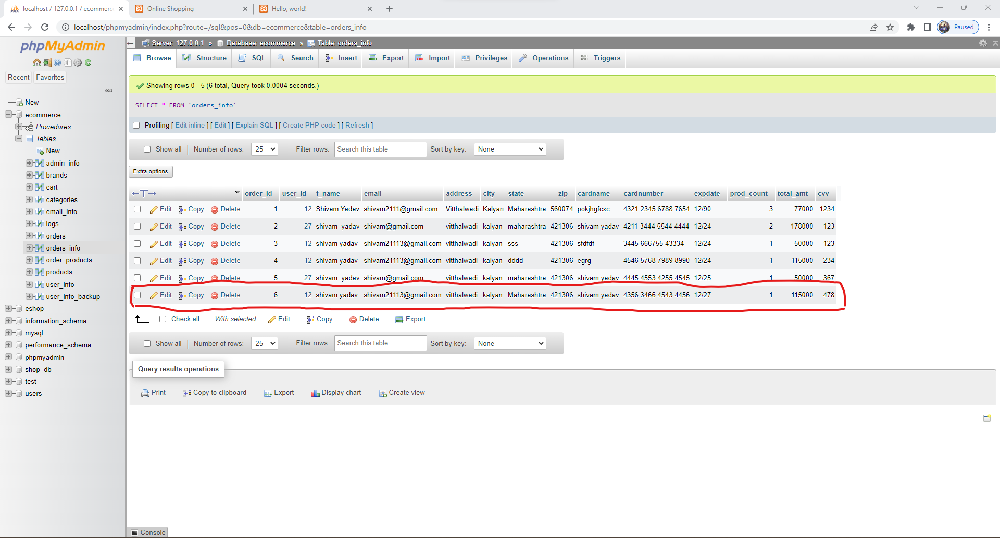 localhost / 127.0.0.1 / ecommerce
Online Shopping
Hello, world!
localhost/phpmyadmin/index.php?route=/sql&pos=0&db=ecommerce&table=orders_info
Paused
phpMyAdmin
Recent Favorites
New
ecommerce
Procedures
Tables
New
admin_info
brands
cart
categories
email_info
logs
orders
orders_info
order_products
products
user_info
user_info_backup
eshop
information_schema
mysql
performance_schema
phpmyadmin
shop_db
test
users
Server: 127.0.0.1 » Database: ecommerce » Table: orders_info
Browse Structure SQL Search Insert Export Import Privileges Operations Triggers
Showing rows 0 - 5 (6 total, Query took 0.0004 seconds.)
SELECT * FROM `orders_info`
Profiling [ Edit inline ] [ Edit ] [ Explain SQL ] [ Create PHP code ] [ Refresh ]
Show all Number of rows: 25 Filter rows: Search this table Sort by key: None
Extra options
←T→ order_id user_id f_name email address city state zip cardname cardnumber expdate prod_count total_amt cvv
Edit Copy Delete 1 12 Shivam Yadav shivam2111@gmail.com Vitthalwadi Kalyan Maharashtra 560074 pokjhgfcxc 4321 2345 6788 7654 12/90 3 77000 1234
Edit Copy Delete 2 27 shivam yadav shivam@gmail.com vitthalwadi kalyan maharashtra 421306 shivam yadav 4211 3444 5544 4444 12/24 2 178000 123
Edit Copy Delete 3 12 shivam yadav shivam21113@gmail.com vitthalwadi kalyan sss 421306 sfdfdf 3445 666755 43334 12/24 1 50000 123
Edit Copy Delete 4 12 shivam yadav shivam21113@gmail.com vitthalwadi kalyan dddd 421306 egrg 4546 5768 7989 8990 12/24 1 115000 234
Edit Copy Delete 5 27 shivam yadav shivam@gmail.com vitthalwadi kalyan maharashtra 421306 shivam yadav 4445 4553 4255 4545 12/25 1 50000 367
Edit Copy Delete 6 12 shivam yadav shivam21113@gmail.com vitthalwadi kalyan Maharashtra 421306 shivam yadav 4356 3466 4543 4456 12/27 1 115000 478
Check all With selected: Edit Copy Delete Export
Show all Number of rows: 25 Filter rows: Search this table Sort by key: None
Query results operations
Print Copy to clipboard Export Display chart Create view
Console